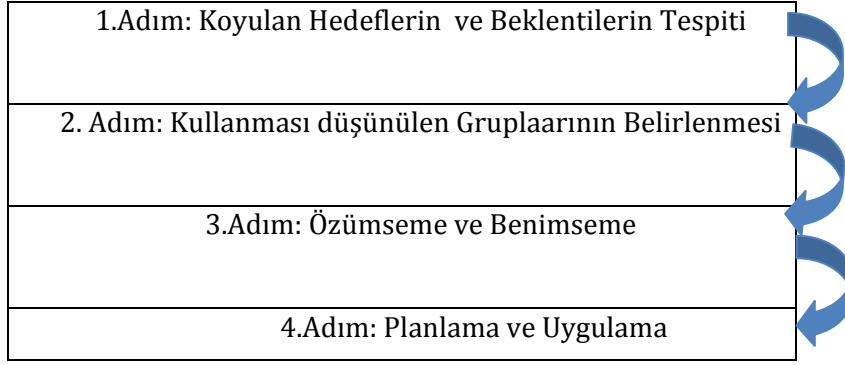 1.Adım: Koyulan Hedeflerin ve Beklentilerin Tespiti
2. Adım: Kullanması düşünülen Gruplaarının Belirlenmesi
3.Adım: Özümseme ve Benimseme
4.Adım: Planlama ve Uygulama